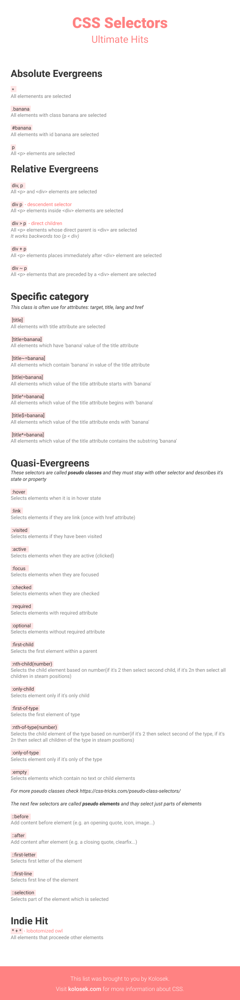 CSS Selectors
Ultimate Hits
Absolute Evergreens
*
All elemenents are selected
.banana
All elements with class banana are selected
#banana
All elements with id banana are selected
p
All <p> elements are selected
Relative Evergreens
div, p
All <p> and <div> elements are selected
div p - descendent selector
All <p> elements inside <div> elements are selected
div > p - direct children
All <p> elements whose direct parent is <div> are selected
It works backwords too (p < div)
div + p
All <p> elements places immediately after <div> element are selected
div ~ p
All <p> elements that are preceded by a <div> element are selected
Specific category
This class is often use for attributes: target, title, lang and href
[title]
All elements with title attribute are selected
[title=banana]
All elements which have 'banana' value of the title attribute
[title~=banana]
All elements which contain 'banana' in value of the title attribute
[title|=banana]
All elements which value of the title attribute starts with 'banana'
[title^=banana]
All elements which value of the title attribute begins with 'banana'
[title$=banana]
All elements which value of the title attribute ends with 'banana'
[title*=banana]
All elements which value of the title attribute contains the substring 'banana'
Quasi-Evergreens
These selectors are called pseudo classes and they must stay with other selector and describes it's
state or property
:hover
Selects elements when it is in hover state
:link
Selects elements if they are link (once with href attribute)
:visited
Selects elements if they have been visited
:active
Selects elements when they are active (clicked)
:focus
Selects elements when they are focused
:checked
Selects elements when they are checked
:required
Selects elements with required attribute
:optional
Selects elements without required attribute
:first-child
Selects the first element within a parent
:nth-child(number)
Selects the child element based on number(if it's 2 then select second child, if it's 2n then select all
children in steam positions)
:only-child
Selects element only if it's only child
:first-of-type
Selects the first element of type
:nth-of-type(number)
Selects the child element of the type based on number(if it's 2 then select second of the type, if it's
2n then select all children of the type in steam positions)
:only-of-type
Selects element only if it's only of the type
:empty
Selects elements which contain no text or child elements
For more pseudo classes check https://css-tricks.com/pseudo-class-selectors/
The next few selectors are called pseudo elements and thay select just parts of elements
::before
Add content before element (e.g. an opening quote, icon, image...)
::after
Add content after element (e.g. a closing quote, clearfix...)
::first-letter
Selects first letter of the element
::first-line
Selects first line of the element
::selection
Selects part of the element which is selected
Indie Hit
* + * - lobotomized owl
All elements that proceede other elements
This list was brought to you by Kolosek.
Visit kolosek.com for more information about CSS.